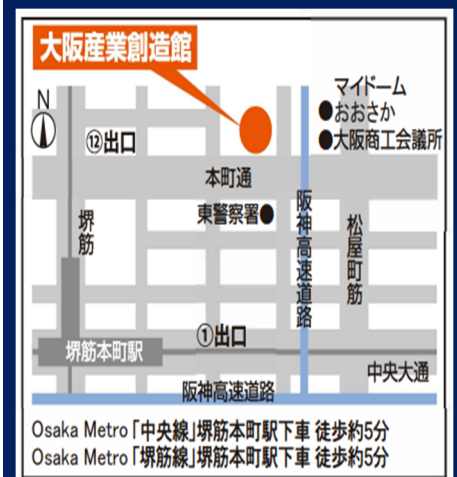 大阪産業創造館
N
マイドーム
●おおさか
●大阪商工会議所
⑫出口
本町通
東警察署●
堺筋
阪神高速道路
松屋町筋
①出口
堺筋本町駅
中央大通
阪神高速道路
Osaka Metro「中央線」堺筋本町駅下車 徒歩約5分
Osaka Metro「堺筋線」堺筋本町駅下車 徒歩約5分